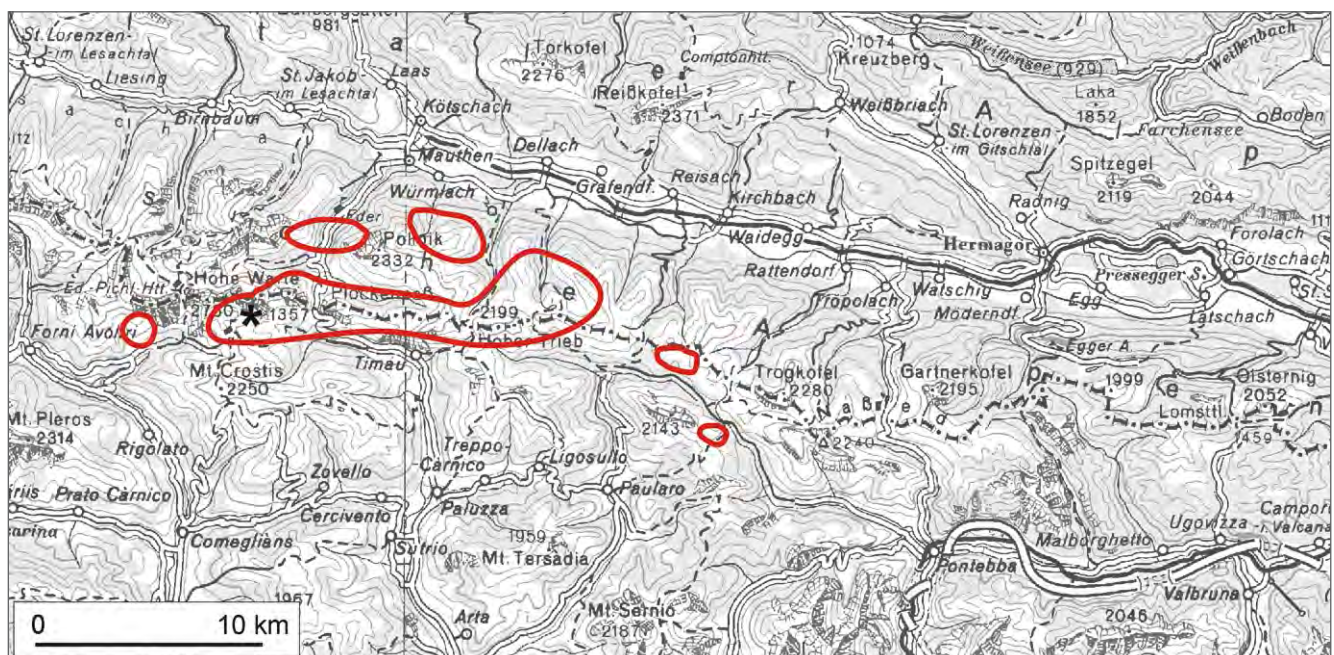 981
St. Lorenzen-
im Lesachtal
Liesing
St. Jakob
im Lesachtal
Birnbaum
Laas
Kötschach
Mauthen
Würmlach
Dellach
Torkofel
2276
Comptonhtt.
Reißkofel
2371
1074
Kreuzberg
Weißensee (929)
Weißenbach
Laka
1852
Farchensee
Boden
Weißbriach
St. Lorenzen-
im Gitschtal
Spitzegel
2119
2044
Grafendf.
Reisach
Kirchbach
Waidegg
Rattendorf
Radnig
Hermagor
Forolach
Görtschach
Pressegger S.
Egg
Latschach
Egger A.
Tröpolach
Watschig
Möderndf.
Eder
Polinik
2332
Hohe Warte
Ed.-Pichl-Htt.
1357
Plöckenpaß
2199
Hoher Trieb
Forni Avoltri
Mt. Crostis
2250
Timau
Trogkofel
2280
Gartnerkofel
2195
Naßfeld
2240
1999
Oisternig
2052
Lomsttl.
1459
Mt. Pleros
2314
Rigolato
2143
Treppo-
Carnico
Ligosullo
Zovello
Prato Carnico
Cercivento
Paluzza
Paularo
Comeglians
Sutrio
1959
Mt. Tersadia
Malborghetto
Ugovizza
Pontebba
Valbruna
1967
Arta
Mt. Sernio
2187
2046
0 10 km
*